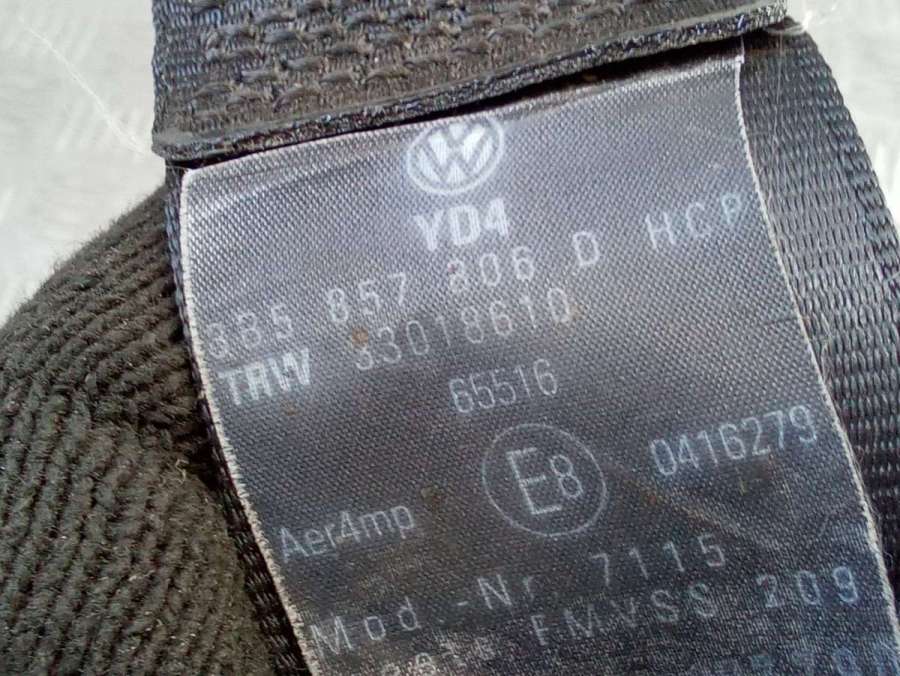 YD4
3B5 857 806 D HCP
TRW 33018610
65516
E8 0416279
Aer4mp
Mod.-Nr. 7115
FMVSS 209